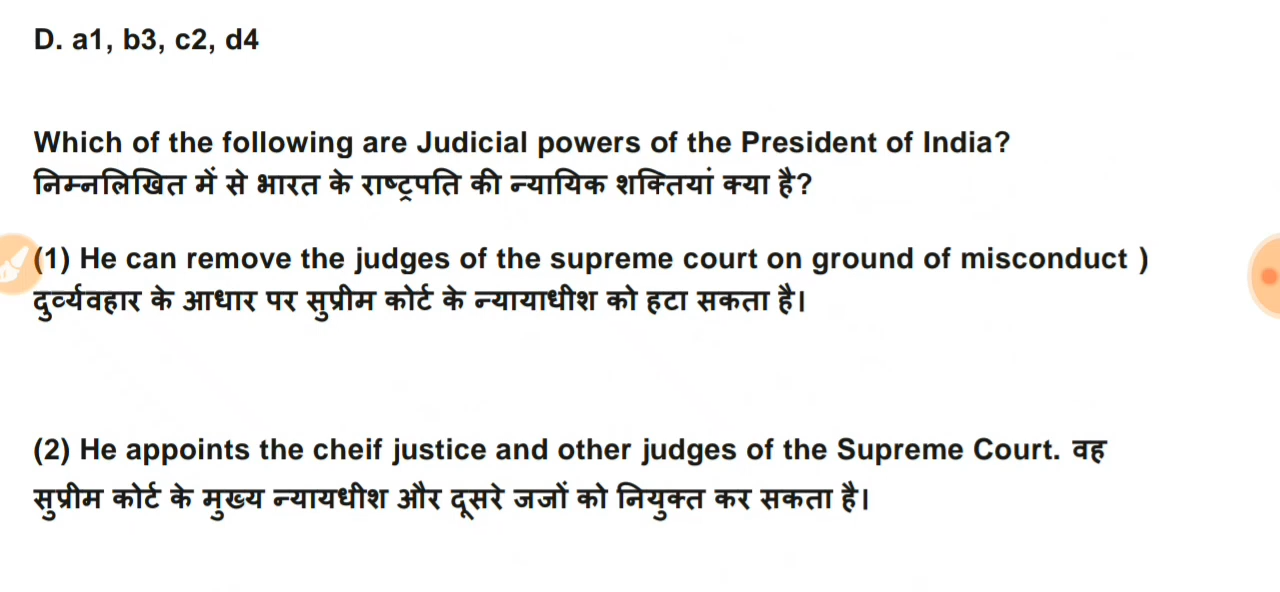 D. a1, b3, c2, d4
Which of the following are Judicial powers of the President of India?
निम्नलिखित में से भारत के राष्ट्रपति की न्यायिक शक्तियां क्या है?
(1) He can remove the judges of the supreme court on ground of misconduct )
दुर्व्यवहार के आधार पर सुप्रीम कोर्ट के न्यायाधीश को हटा सकता है।
(2) He appoints the cheif justice and other judges of the Supreme Court. वह
सुप्रीम कोर्ट के मुख्य न्यायधीश और दूसरे जजों को नियुक्त कर सकता है।